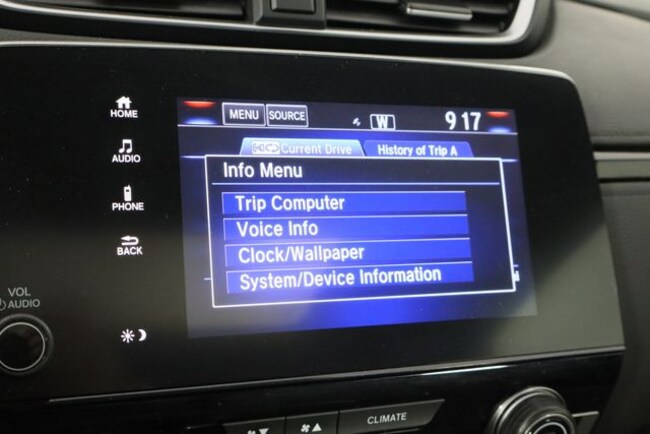 HOME
AUDIO
PHONE
BACK
VOL
AUDIO
MENU SOURCE W 9 17
Current Drive History of Trip A
Info Menu
Trip Computer
Voice Info
Clock/Wallpaper
System/Device Information
CLIMATE